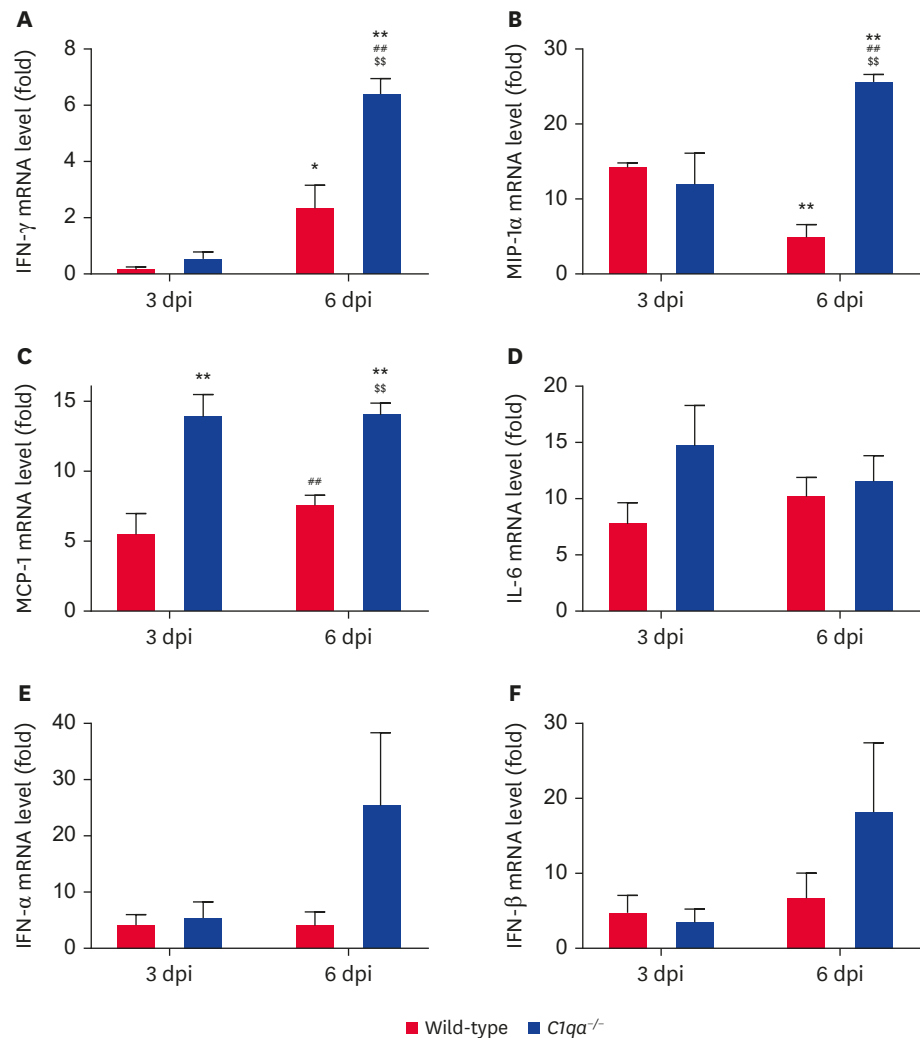 A
IFN-γ mRNA level (fold)
8
6
4
2
0
*
**
##
$$
3 dpi
6 dpi
B
MIP-1α mRNA level (fold)
30
20
10
0
**
**
##
$$
3 dpi
6 dpi
C
MCP-1 mRNA level (fold)
15
10
5
0
**
##
**
$$
3 dpi
6 dpi
D
IL-6 mRNA level (fold)
20
15
10
5
0
3 dpi
6 dpi
E
IFN-α mRNA level (fold)
40
30
20
10
0
3 dpi
6 dpi
F
IFN-β mRNA level (fold)
30
20
10
0
3 dpi
6 dpi
Wild-type C1qa⁻/⁻